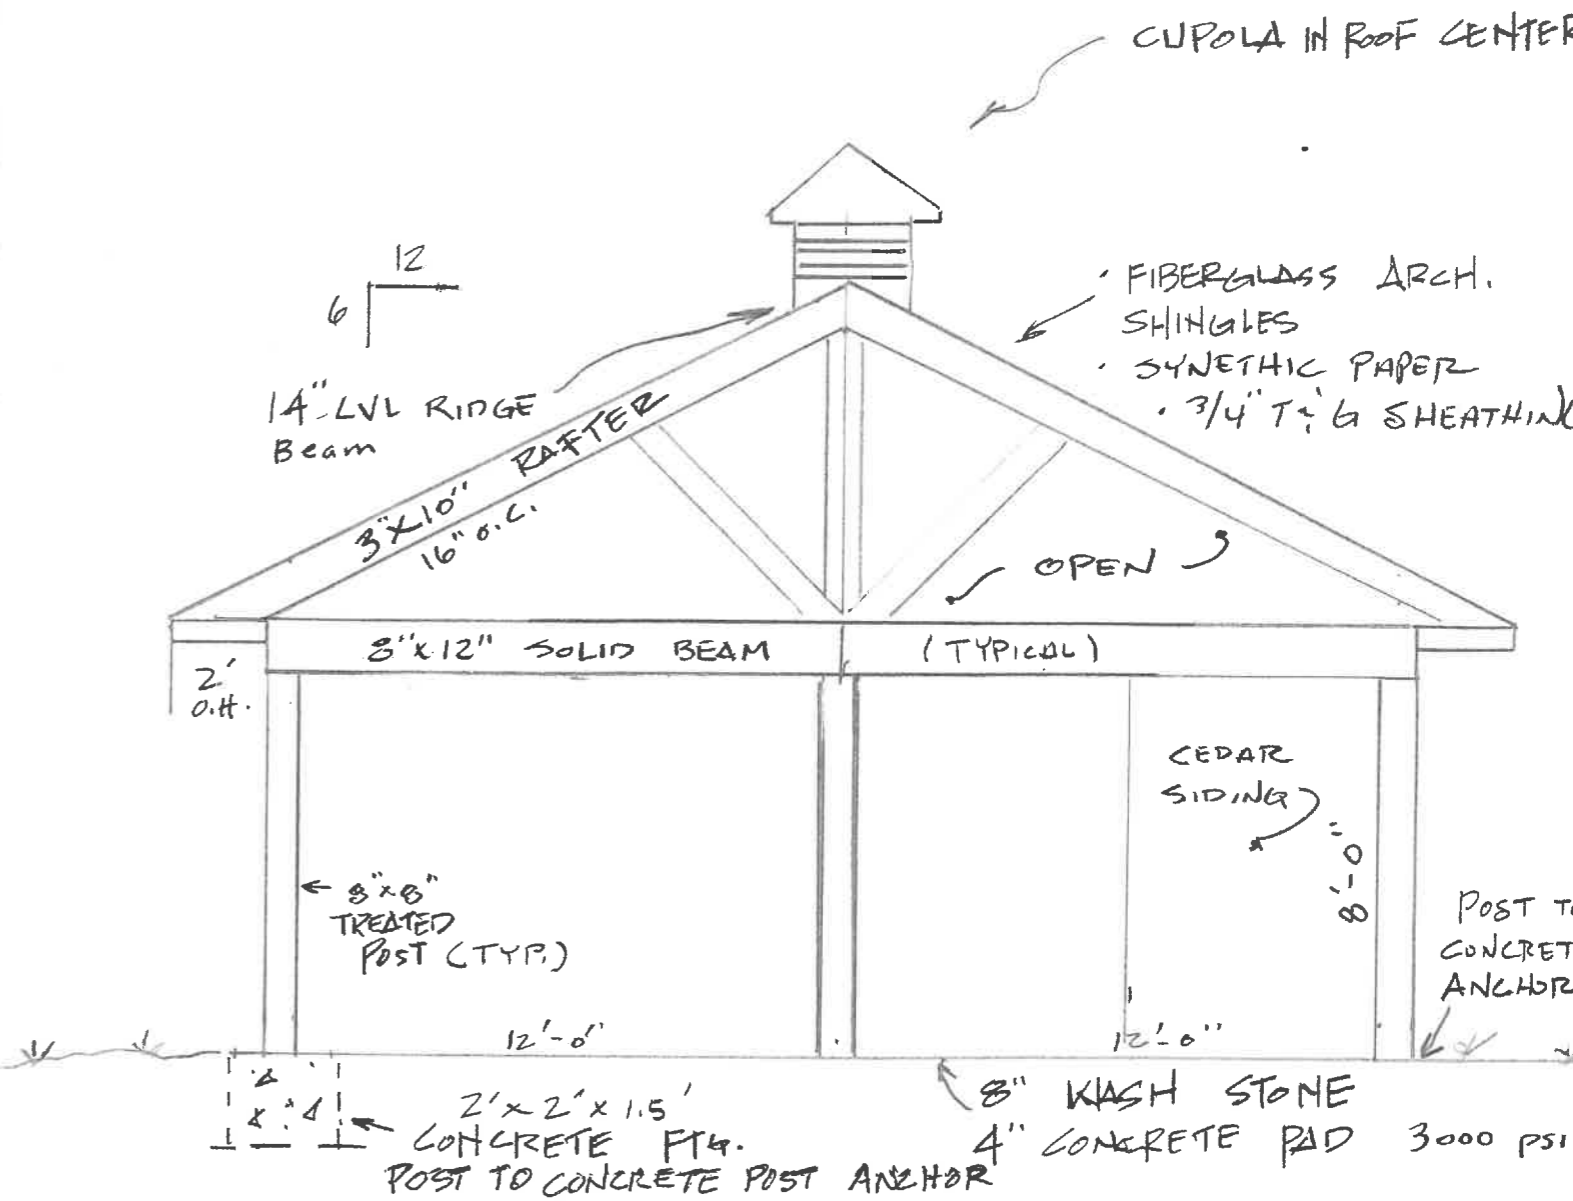 CUPOLA IN ROOF CENTER
12
6
• FIBERGLASS ARCH.
SHINGLES
• SYNETHIC PAPER
• 3/4" T & G SHEATHING
14" LVL RIDGE
Beam
3"X10" RAFTER
16" O.C.
OPEN
8"x12" SOLID BEAM (TYPICAL)
2'
O.H.
CEDAR
SIDING
8'-0"
8"x8"
TREATED
POST (TYP.)
POST TO
CONCRET
ANCHOR
12'-0"
12'-0"
2'x2'x1.5'
CONCRETE FTG.
POST TO CONCRETE POST ANCHOR
8" WASH STONE
4" CONCRETE PAD 3000 PSI